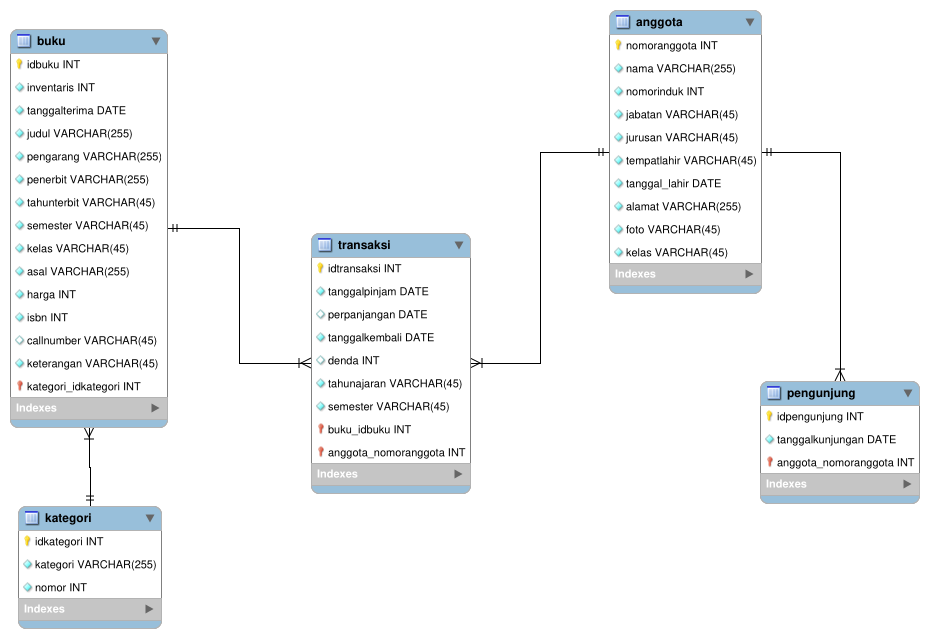 buku
idbuku INT
inventaris INT
tanggalterima DATE
judul VARCHAR(255)
pengarang VARCHAR(255)
penerbit VARCHAR(255)
tahunterbit VARCHAR(45)
semester VARCHAR(45)
kelas VARCHAR(45)
asal VARCHAR(255)
harga INT
isbn INT
callnumber VARCHAR(45)
keterangan VARCHAR(45)
kategori_idkategori INT
Indexes
kategori
idkategori INT
kategori VARCHAR(255)
nomor INT
Indexes
transaksi
idtransaksi INT
tanggalpinjam DATE
perpanjangan DATE
tanggalkembali DATE
denda INT
tahunajaran VARCHAR(45)
semester VARCHAR(45)
buku_idbuku INT
anggota_nomoranggota INT
Indexes
anggota
nomoranggota INT
nama VARCHAR(255)
nomorinduk INT
jabatan VARCHAR(45)
jurusan VARCHAR(45)
tempatlahir VARCHAR(45)
tanggal_lahir DATE
alamat VARCHAR(255)
foto VARCHAR(45)
kelas VARCHAR(45)
Indexes
pengunjung
idpengunjung INT
tanggalkunjungan DATE
anggota_nomoranggota INT
Indexes